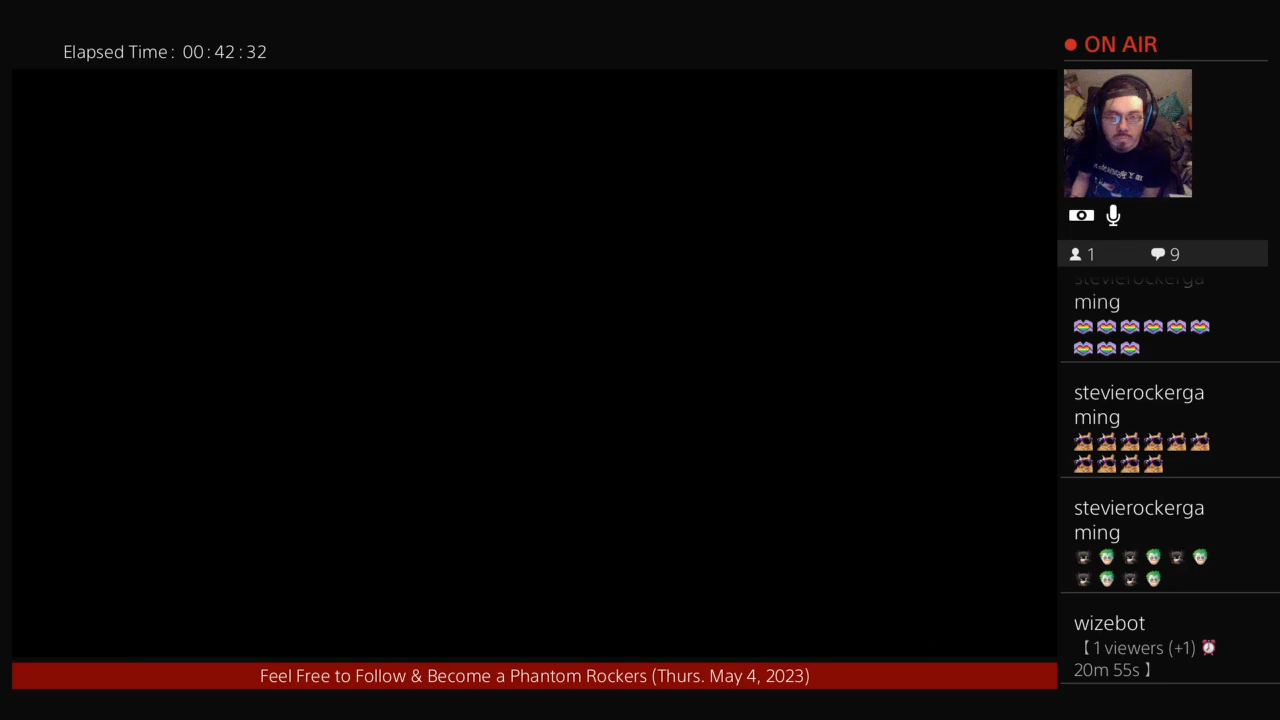 Elapsed Time: 00:42:32
ON AIR
1 9
stevierockerga
ming
stevierockerga
ming
stevierockerga
ming
wizebot
【1 viewers (+1) ⏰
20m 55s】
Feel Free to Follow & Become a Phantom Rockers (Thurs. May 4, 2023)